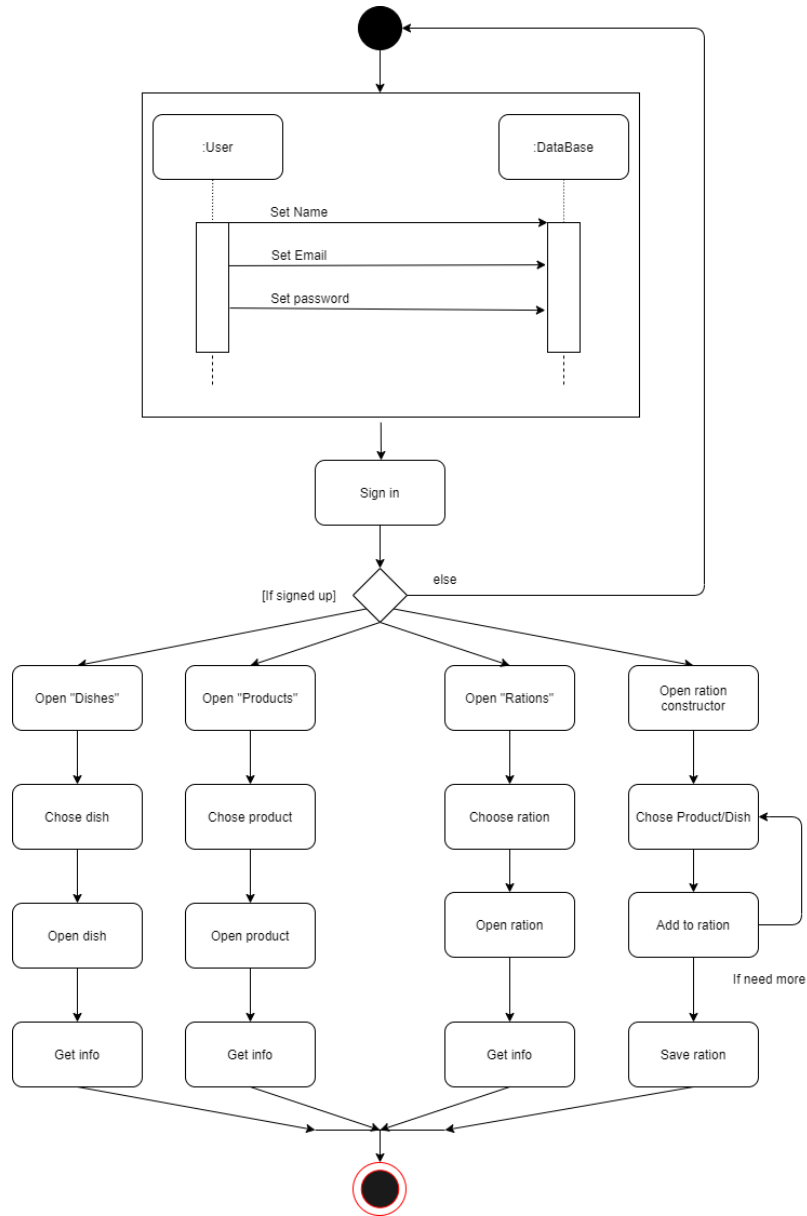 :User
:DataBase
Set Name
Set Email
Set password
Sign in
else
[If signed up]
Open "Dishes"
Open "Products"
Open "Rations"
Open ration
constructor
Chose dish
Chose product
Choose ration
Chose Product/Dish
Open dish
Open product
Open ration
Add to ration
If need more
Get info
Get info
Get info
Save ration